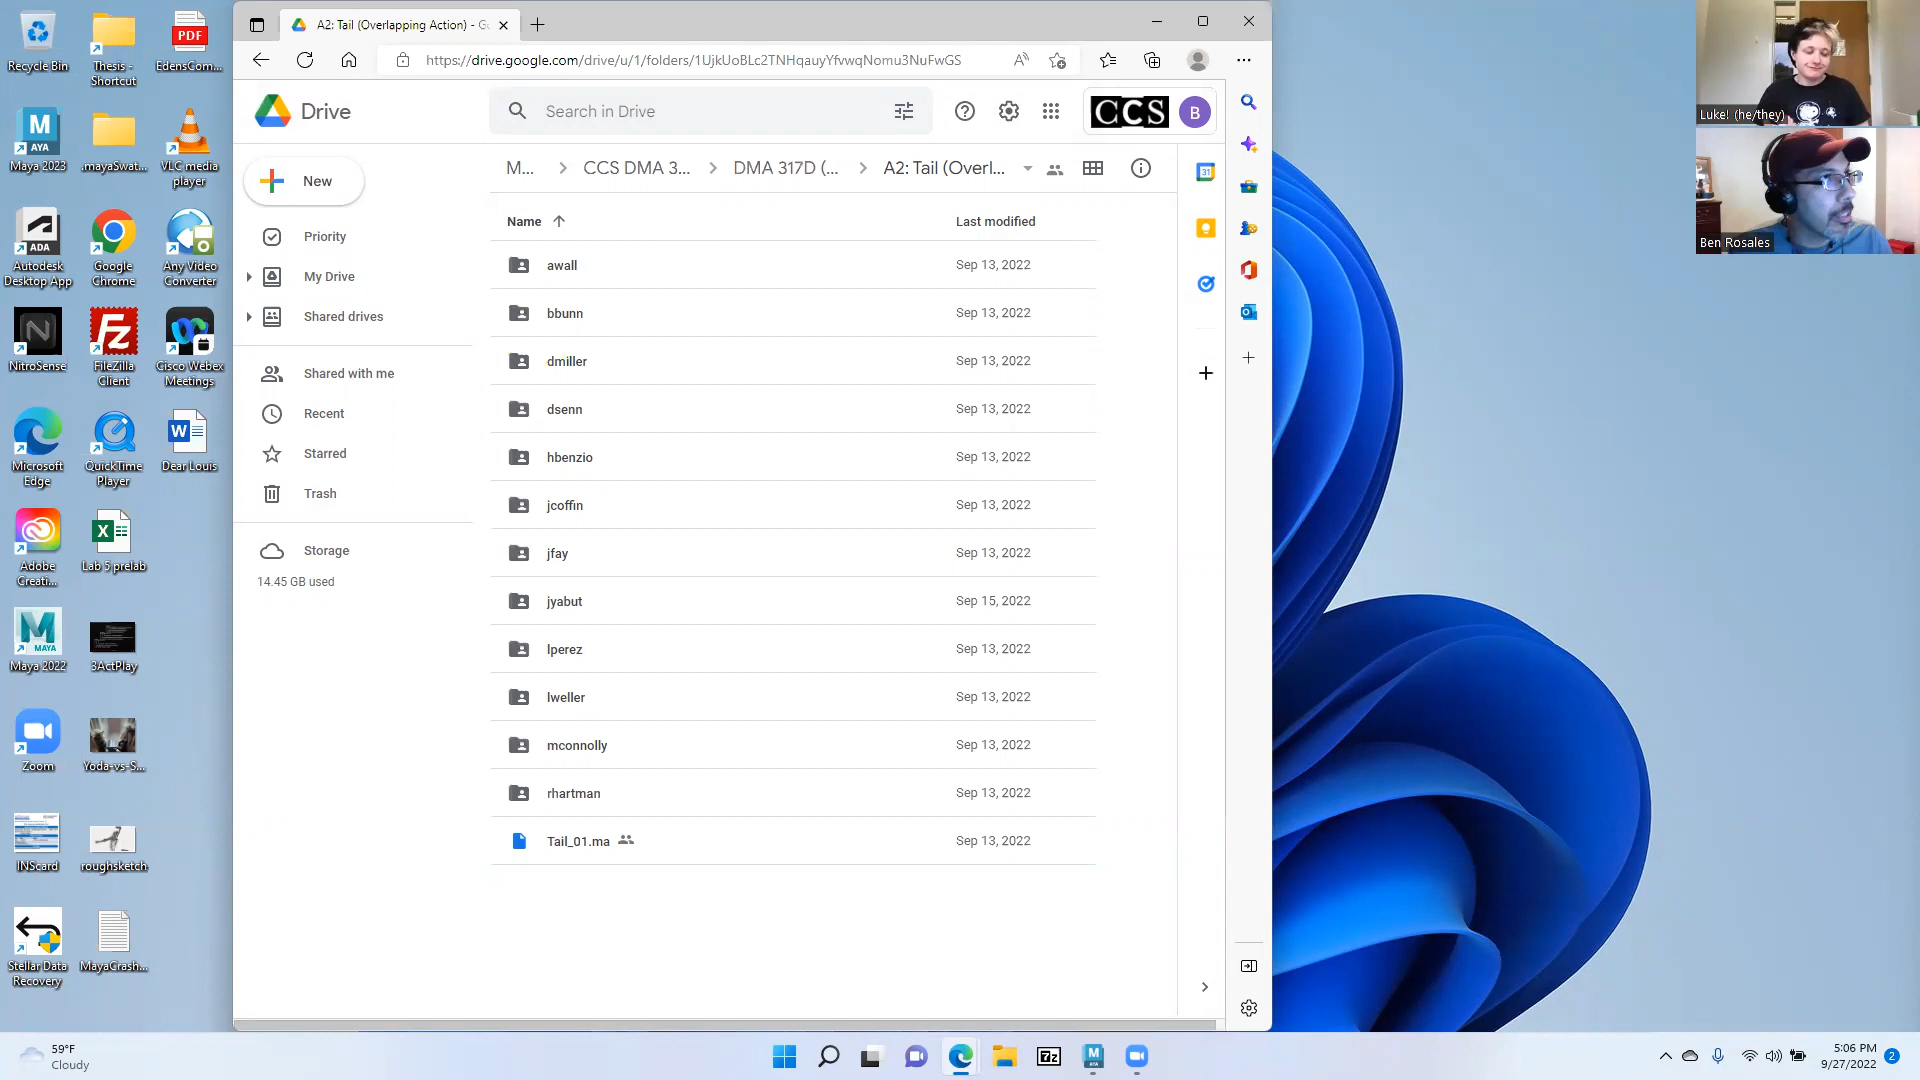 Recycle Bin
Thesis -
Shortcut
PDF
EdensCom...
M
AYA
Maya 2023
.mayaSwat...
VLC media
player
ADA
Autodesk
Desktop App
Google
Chrome
Any Video
Converter
NitroSense
FileZilla
Client
Cisco Webex
Meetings
Microsoft
Edge
QuickTime
Player
Dear Louis
Adobe
Creati...
Lab 5 prelab
M
MAYA
Maya 2022
3ActPlay
Zoom
Yoda-vs-S...
INScard
roughsketch
Stellar Data
Recovery
MayaCrash...
A2: Tail (Overlapping Action) - Go
https://drive.google.com/drive/u/1/folders/1UjkUoBLc2TNHqauyYfvwqNomu3NuFwGS
Drive
Search in Drive
CCS
B
New
M...
CCS DMA 3...
DMA 317D (...
A2: Tail (Overl...
31
Priority
My Drive
Shared drives
Shared with me
Recent
Starred
Trash
Storage
14.45 GB used
Name
Last modified
awall
Sep 13, 2022
bbunn
Sep 13, 2022
dmiller
Sep 13, 2022
dsenn
Sep 13, 2022
hbenzio
Sep 13, 2022
jcoffin
Sep 13, 2022
jfay
Sep 13, 2022
jyabut
Sep 15, 2022
lperez
Sep 13, 2022
lweller
Sep 13, 2022
mconnolly
Sep 13, 2022
rhartman
Sep 13, 2022
Tail_01.ma
Sep 13, 2022
Luke! (he/they)
Ben Rosales
59°F
Cloudy
7z
5:06 PM
9/27/2022
2